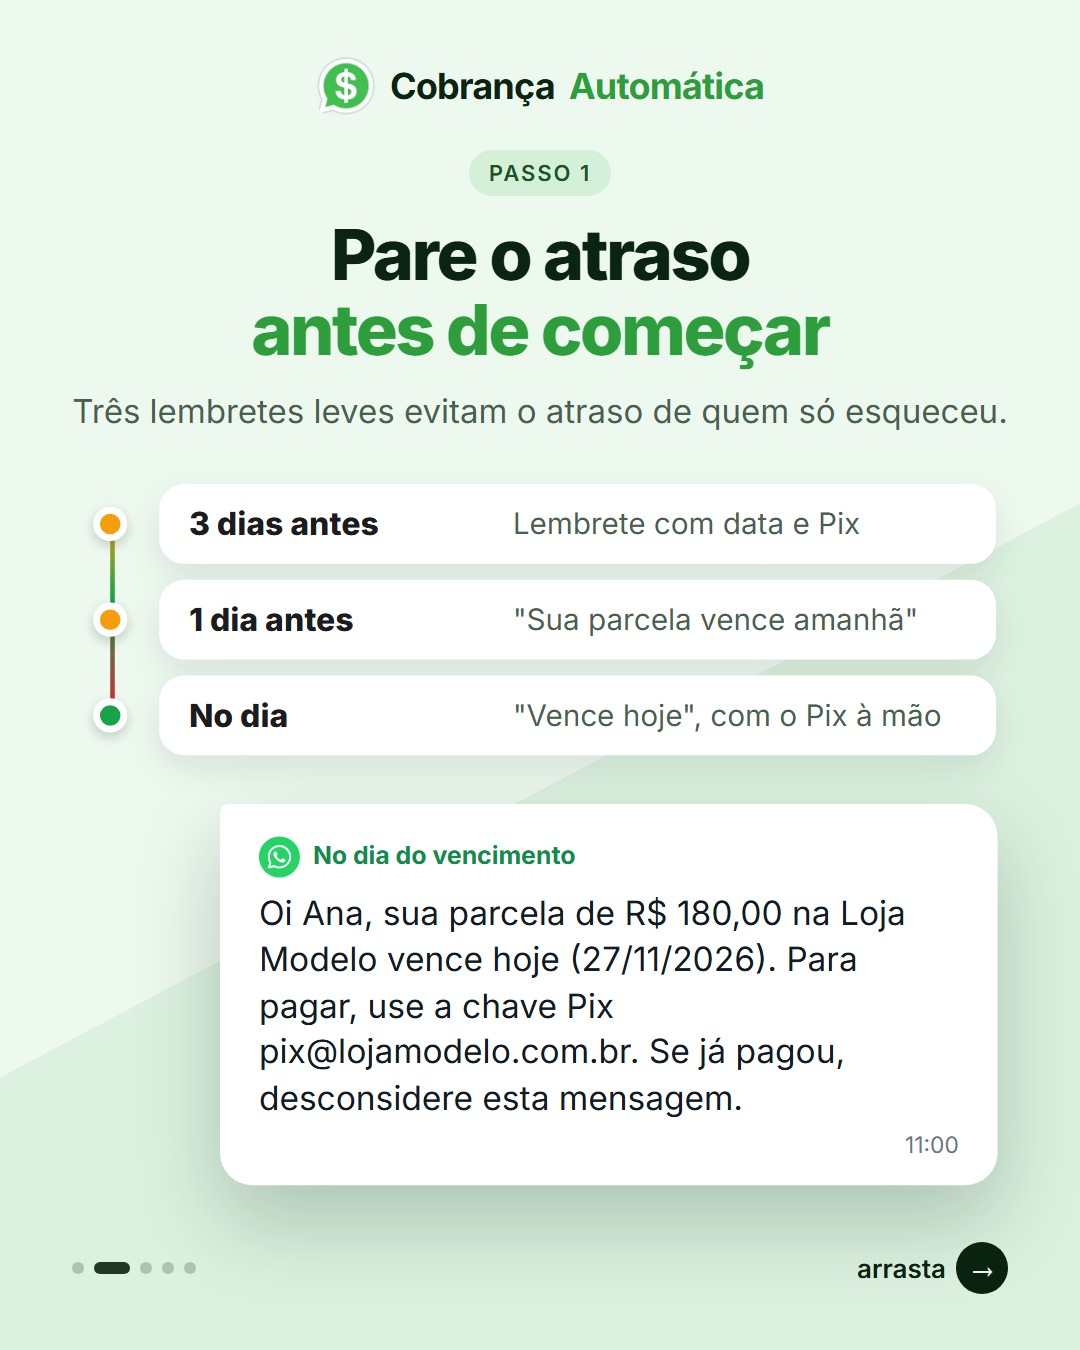 Cobrança Automática
PASSO 1
Pare o atraso
antes de começar
Três lembretes leves evitam o atraso de quem só esqueceu.
3 dias antes Lembrete com data e Pix
1 dia antes "Sua parcela vence amanhã"
No dia "Vence hoje", com o Pix à mão
No dia do vencimento
Oi Ana, sua parcela de R$ 180,00 na Loja
Modelo vence hoje (27/11/2026). Para
pagar, use a chave Pix
pix@lojamodelo.com.br. Se já pagou,
desconsidere esta mensagem.
11:00
arrasta →